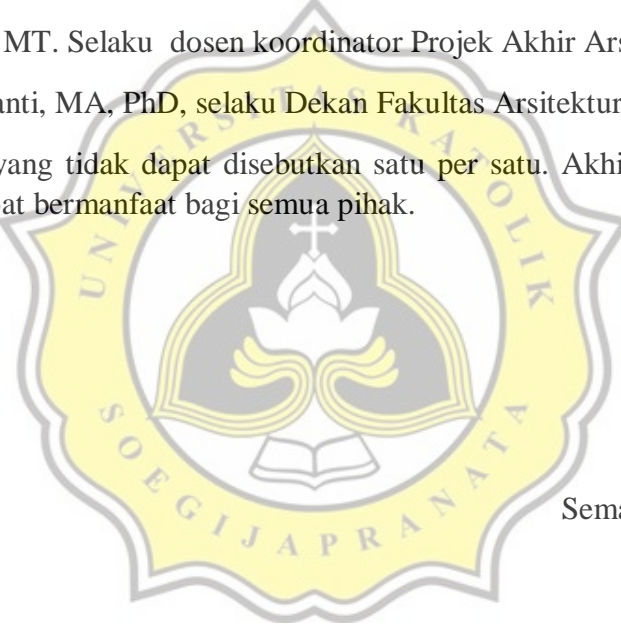 MT. Selaku dosen koordinator Projek Akhir Ars
anti, MA, PhD, selaku Dekan Fakultas Arsitektur
yang tidak dapat disebutkan satu per satu. Akhi
at bermanfaat bagi semua pihak.
UNIVERSITAS KATOLIK
SOEGIJAPRANATA
Sema